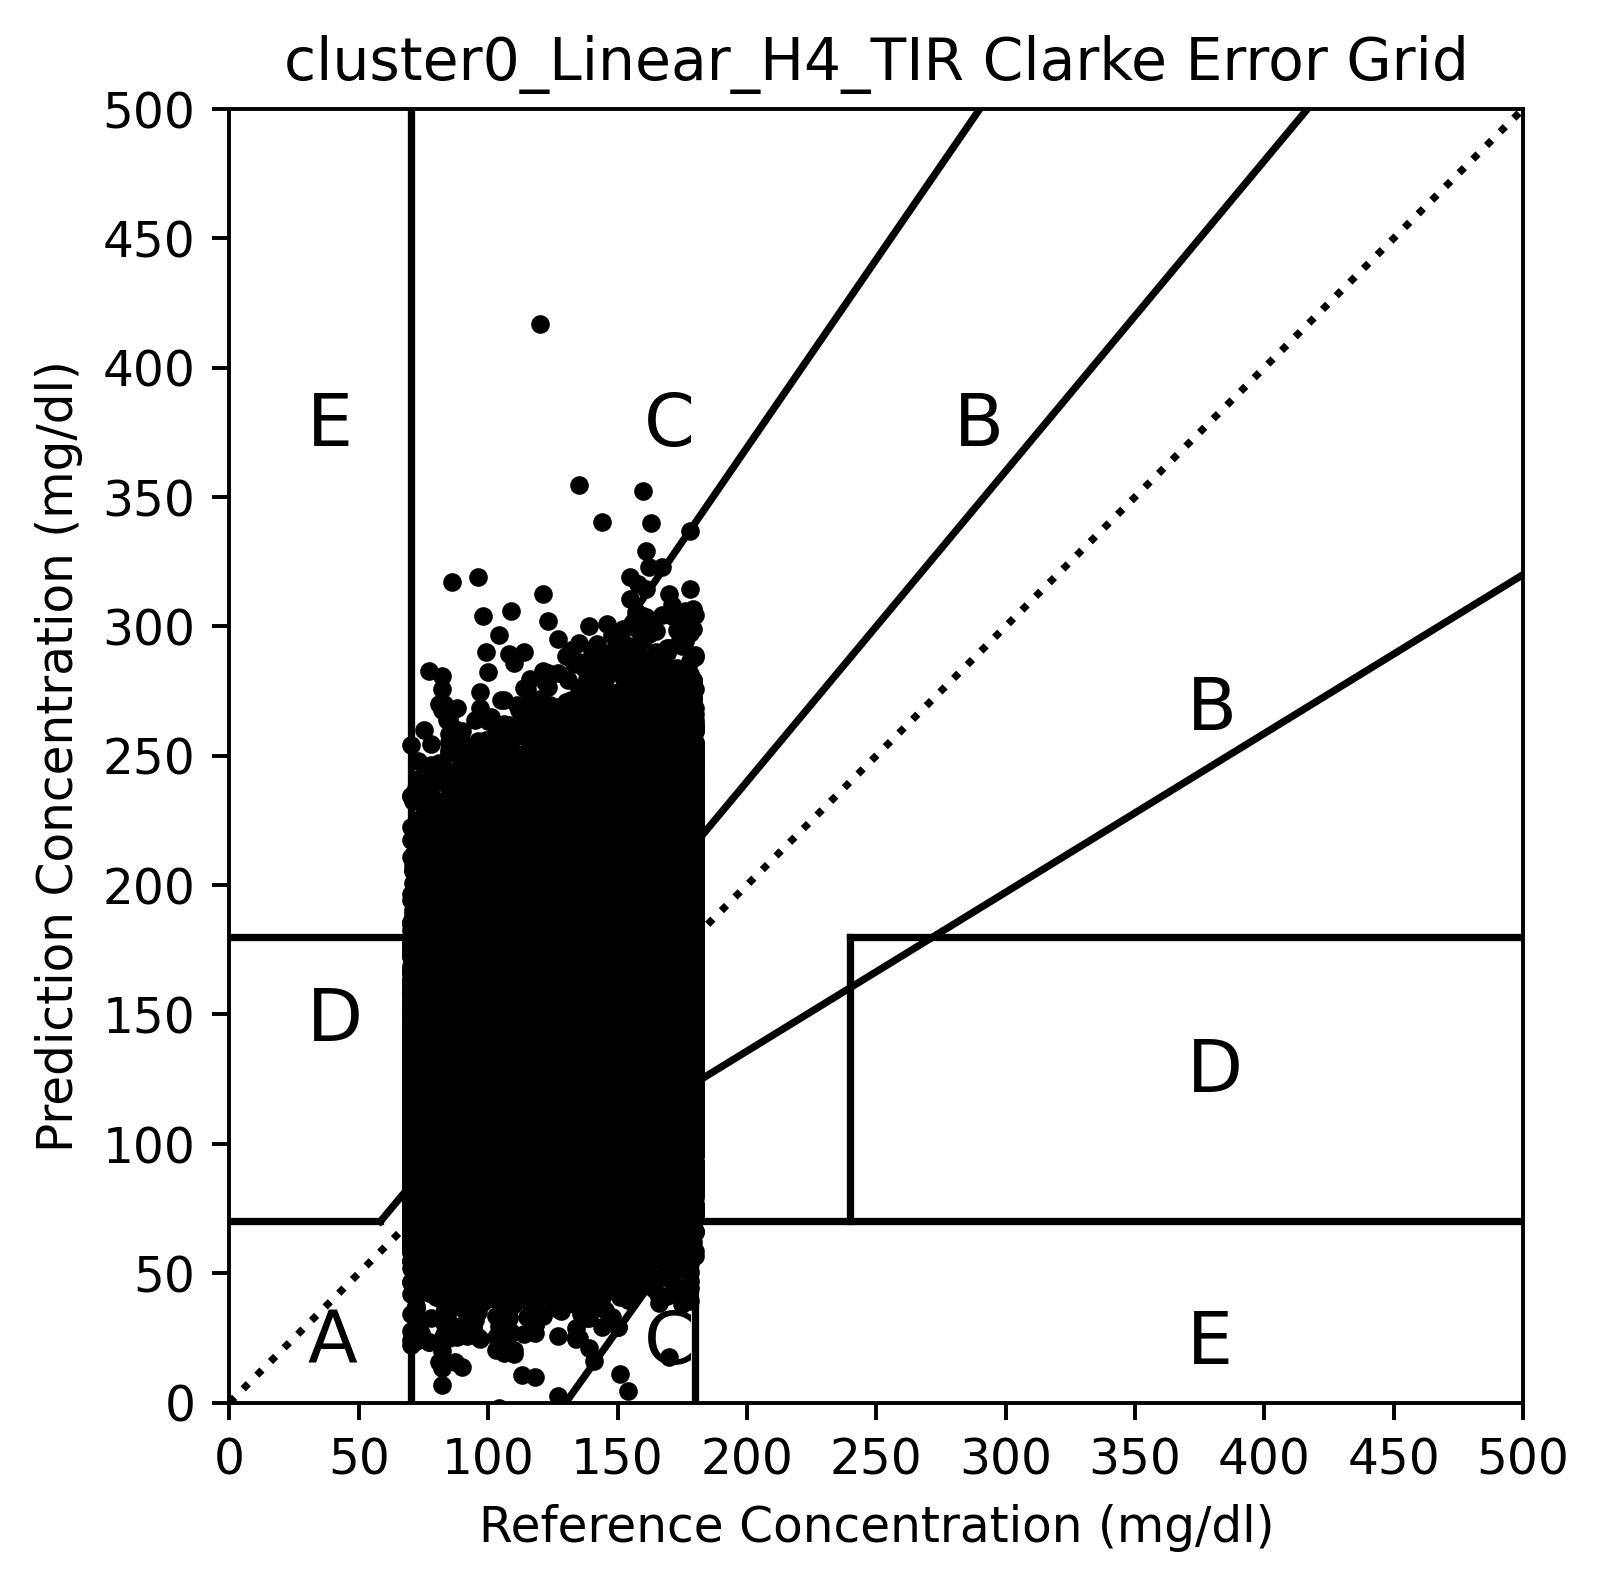 cluster0_Linear_H4_TIR Clarke Error Grid
500
450
400
350
300
250
200
150
100
50
0
Prediction Concentration (mg/dl)
E
C
B
B
D
D
A
C
E
0 50 100 150 200 250 300 350 400 450 500
Reference Concentration (mg/dl)